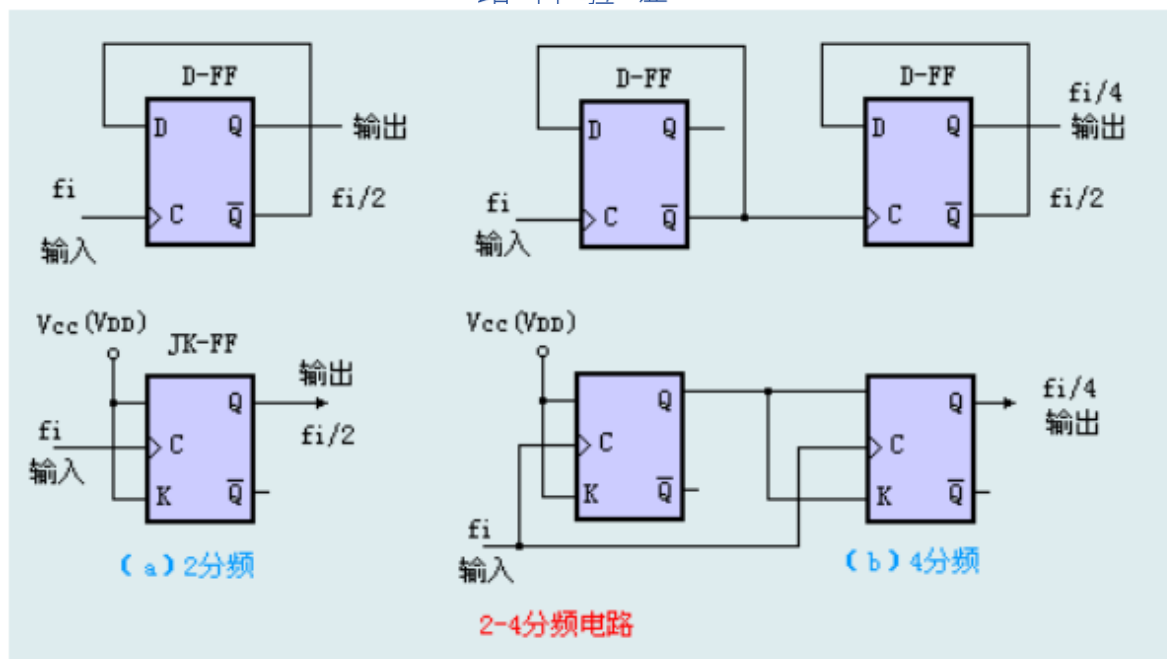 D-FF
D Q 输出
fi
C Q̅ fi/2
输入
D-FF
D Q
fi
C Q̅
输入
D-FF
fi/4
D Q 输出
C Q̅ fi/2
Vcc(VDD)
JK-FF
输出
Q
fi fi/2
C
输入
K Q̅
(a)2分频
Vcc(VDD)
Q
C
K Q̅
fi
输入
fi/4
Q 输出
C
K Q̅
(b)4分频
2-4分频电路